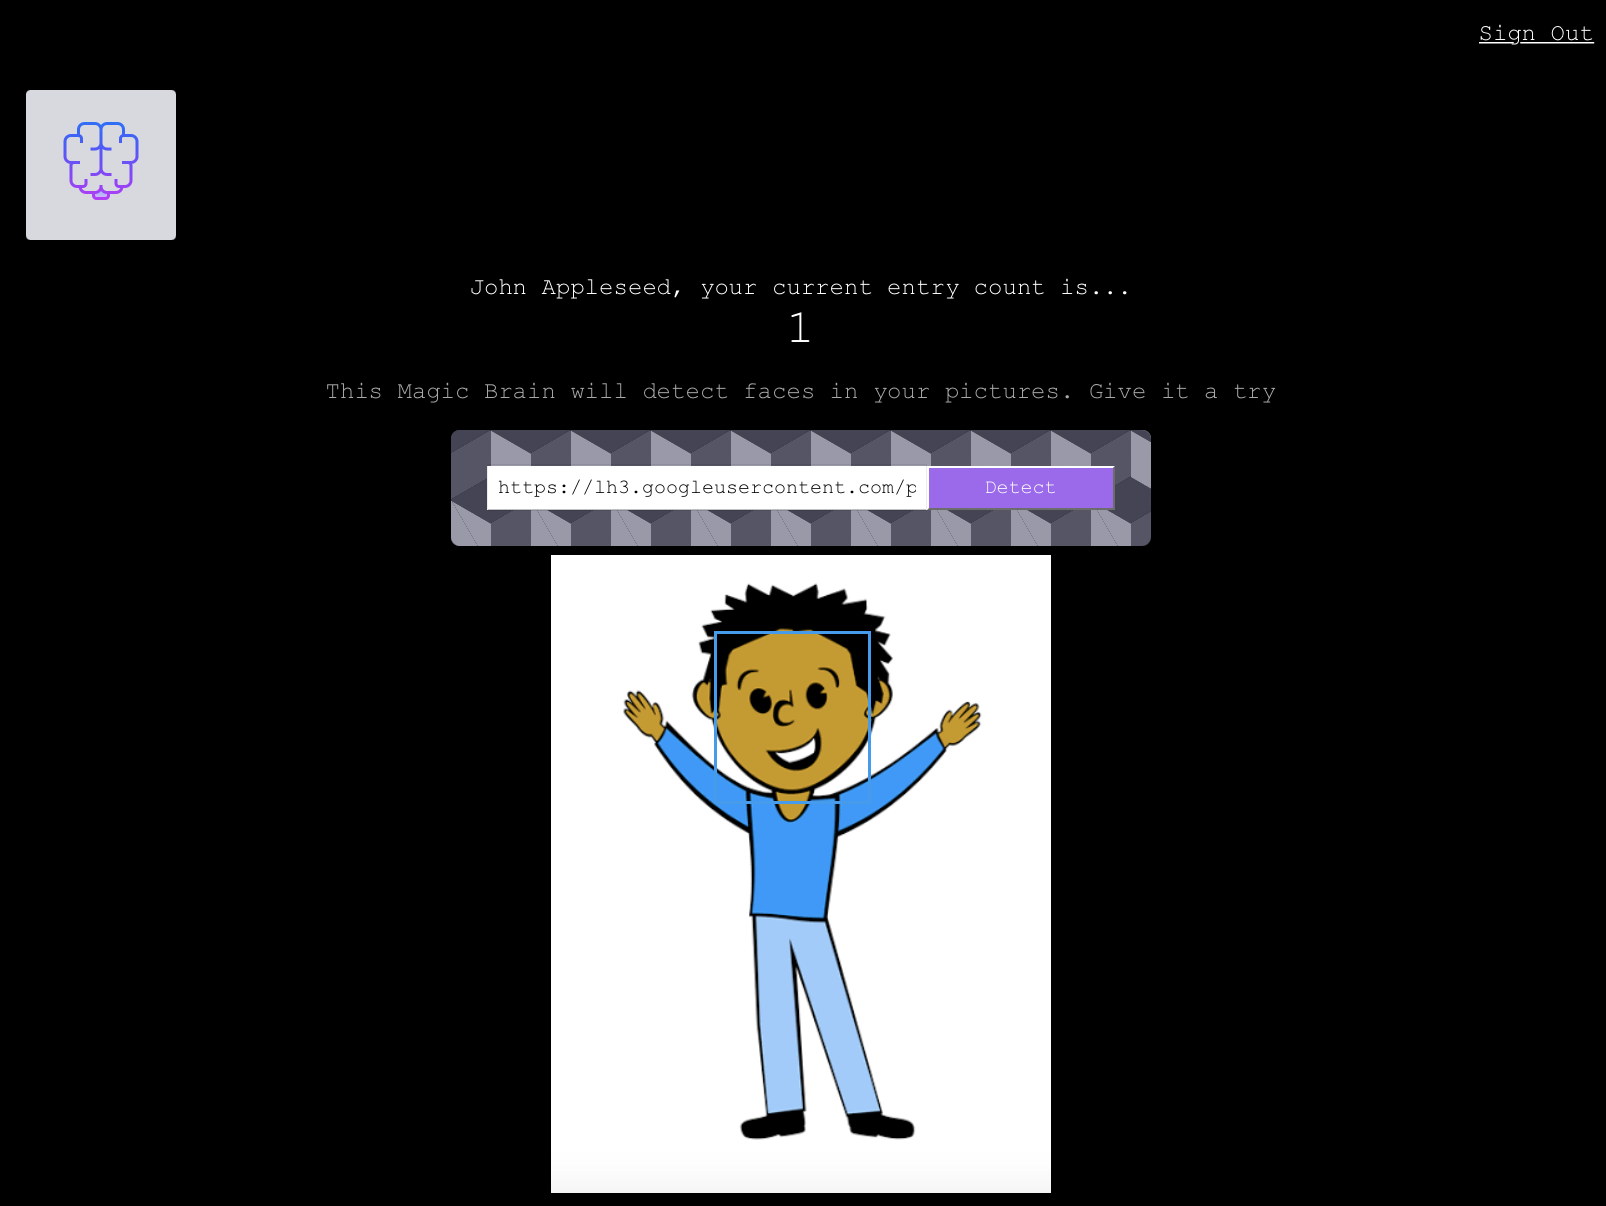 Sign Out
John Appleseed, your current entry count is...
1
This Magic Brain will detect faces in your pictures. Give it a try
https://lh3.googleusercontent.com/p
Detect